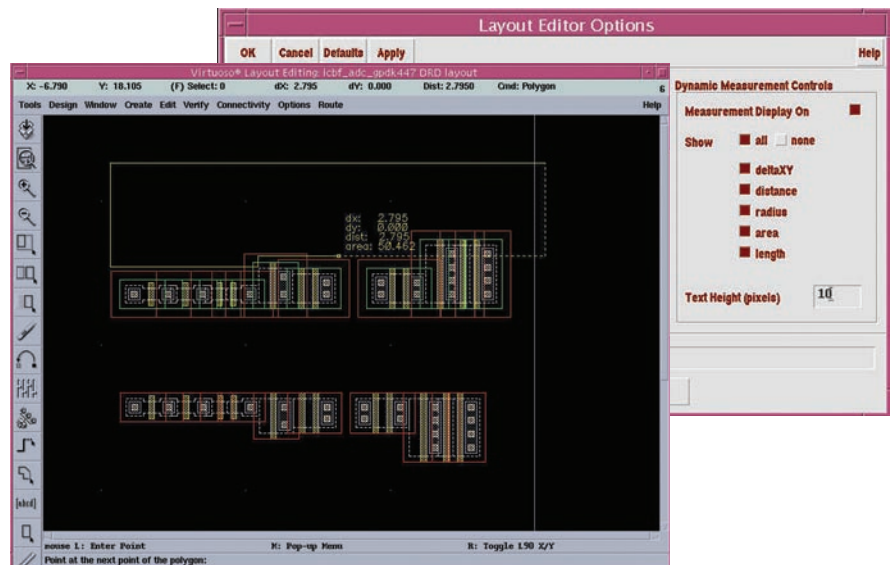 Layout Editor Options
OK Cancel Defaults Apply Help
Virtuoso® Layout Editing: lcbf_adc_gpdk447 DRD layout
X: -6.790 Y: 18.105 (F) Select: 0 dX: 2.795 dY: 0.000 Dist: 2.7950 Cmd: Polygon 6
Tools Design Window Create Edit Verify Connectivity Options Route Help
Dynamic Measurement Controls
Measurement Display On
Show all none
deltaXY
distance
radius
area
length
Text Height (pixels) 10
dx: 2.795
dy: 0.000
dist: 2.795
area: 50.462
[abcd]
mouse L: Enter Point M: Pop-up Menu R: Toggle L90 X/Y
Point at the next point of the polygon: